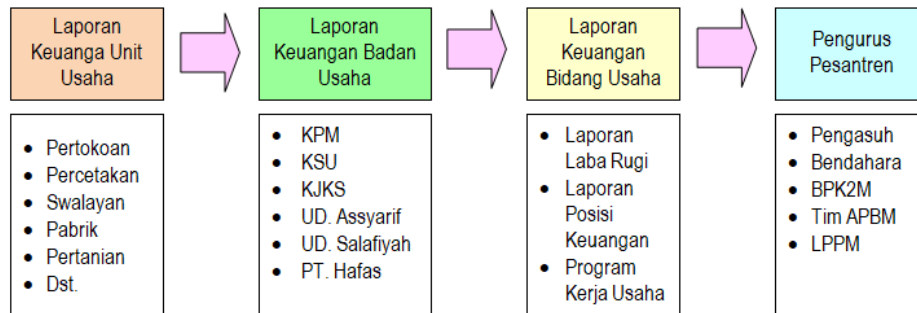 Laporan
Keuanga Unit
Usaha
Laporan
Keuangan Badan
Usaha
Laporan
Keuangan
Bidang Usaha
Pengurus
Pesantren
• Pertokoan
• Percetakan
• Swalayan
• Pabrik
• Pertanian
• Dst.
• KPM
• KSU
• KJKS
• UD. Assyarif
• UD. Salafiyah
• PT. Hafas
• Laporan
Laba Rugi
• Laporan
Posisi
Keuangan
• Program
Kerja Usaha
• Pengasuh
• Bendahara
• BPK2M
• Tim APBM
• LPPM